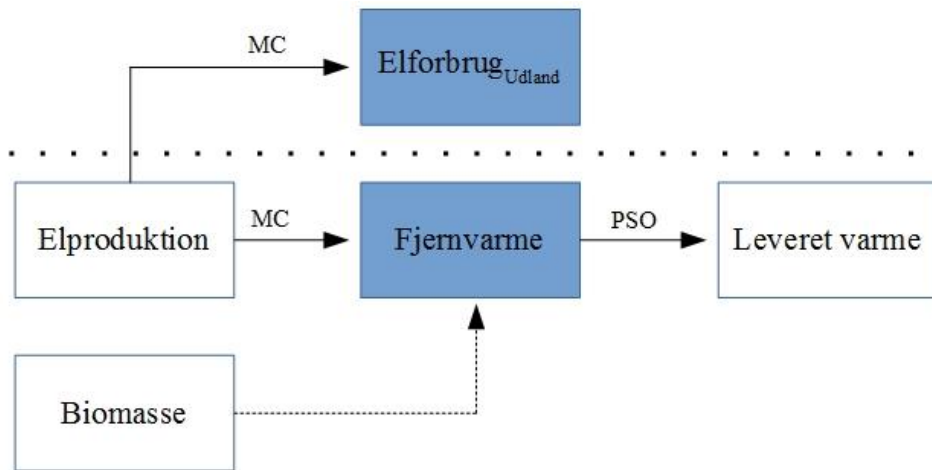 MC
Elforbrug_Udland
Elproduktion
MC
Fjernvarme
PSO
Leveret varme
Biomasse